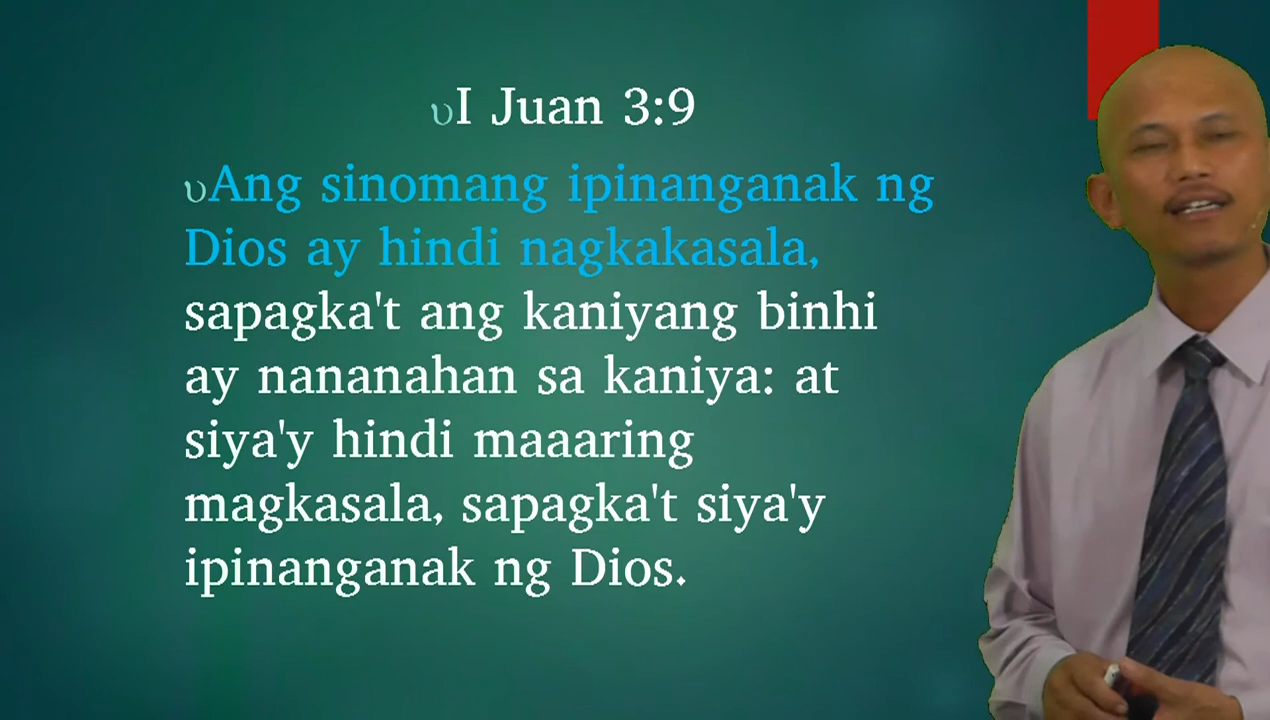 I Juan 3:9
Ang sinomang ipinanganak ng
Dios ay hindi nagkakasala,
sapagka't ang kaniyang binhi
ay nananahan sa kaniya: at
siya'y hindi maaaring
magkasala, sapagka't siya'y
ipinanganak ng Dios.